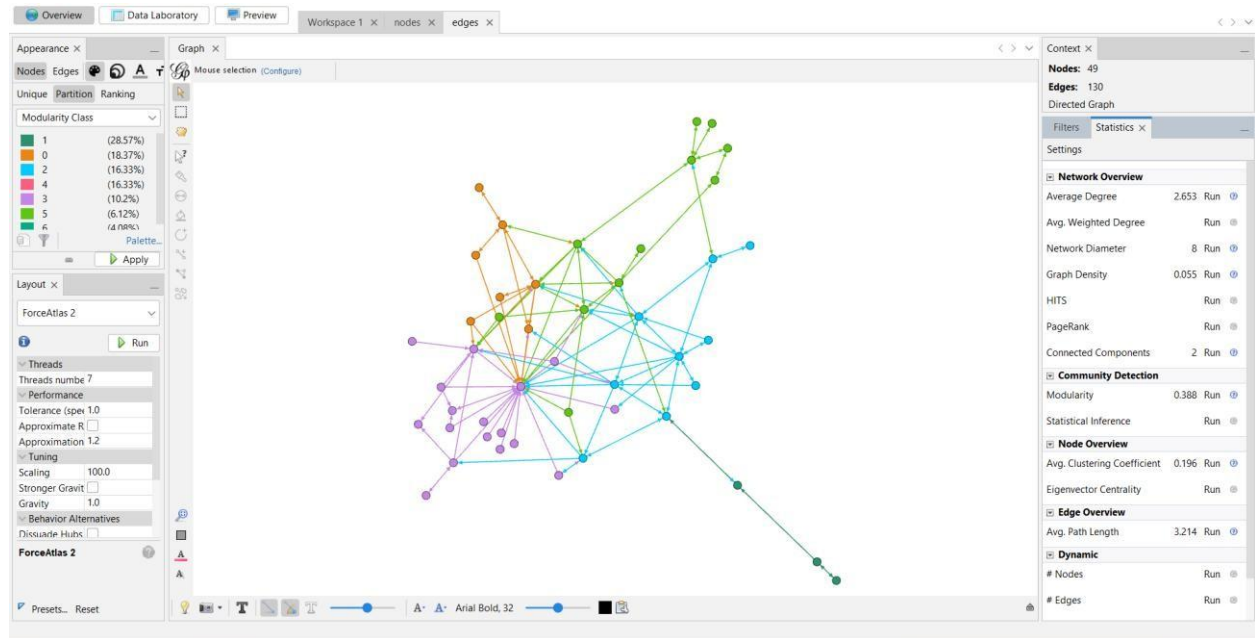 Overview Data Laboratory Preview Workspace 1 × nodes × edges ×
Appearance ×
Nodes Edges
Unique Partition Ranking
Modularity Class
1 (28.57%)
0 (18.37%)
2 (16.33%)
4 (16.33%)
3 (10.2%)
5 (6.12%)
6 (4.08%)
Palette...
Apply
Layout ×
ForceAtlas 2
Run
Threads
Threads numbe 7
Performance
Tolerance (spee 1.0
Approximate R
Approximation 1.2
Tuning
Scaling 100.0
Stronger Gravit
Gravity 1.0
Behavior Alternatives
Dissuade Hubs
ForceAtlas 2
Presets... Reset
Graph ×
Mouse selection (Configure)
A- A+ Arial Bold, 32
Context ×
Nodes: 49
Edges: 130
Directed Graph
Filters Statistics ×
Settings
Network Overview
Average Degree 2.653 Run
Avg. Weighted Degree Run
Network Diameter 8 Run
Graph Density 0.055 Run
HITS Run
PageRank Run
Connected Components 2 Run
Community Detection
Modularity 0.388 Run
Statistical Inference Run
Node Overview
Avg. Clustering Coefficient 0.196 Run
Eigenvector Centrality Run
Edge Overview
Avg. Path Length 3.214 Run
Dynamic
# Nodes Run
# Edges Run